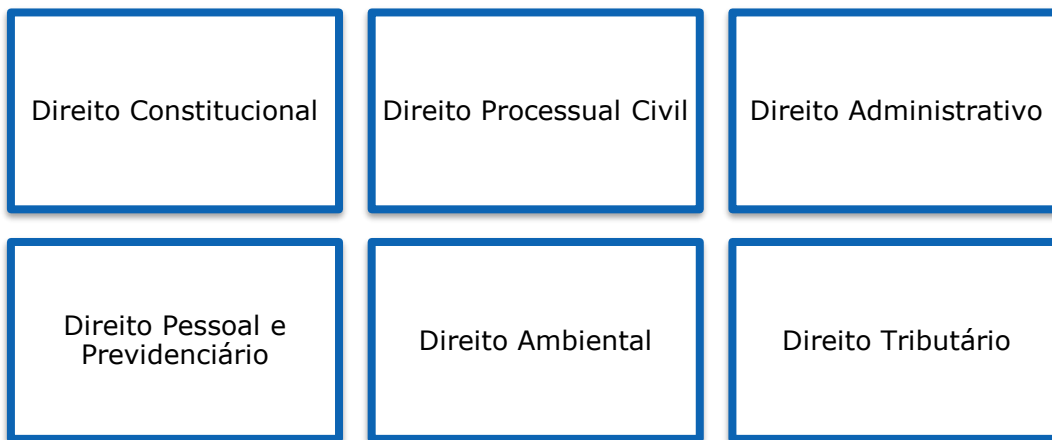 Direito Constitucional
Direito Processual Civil
Direito Administrativo
Direito Pessoal e
Previdenciário
Direito Ambiental
Direito Tributário